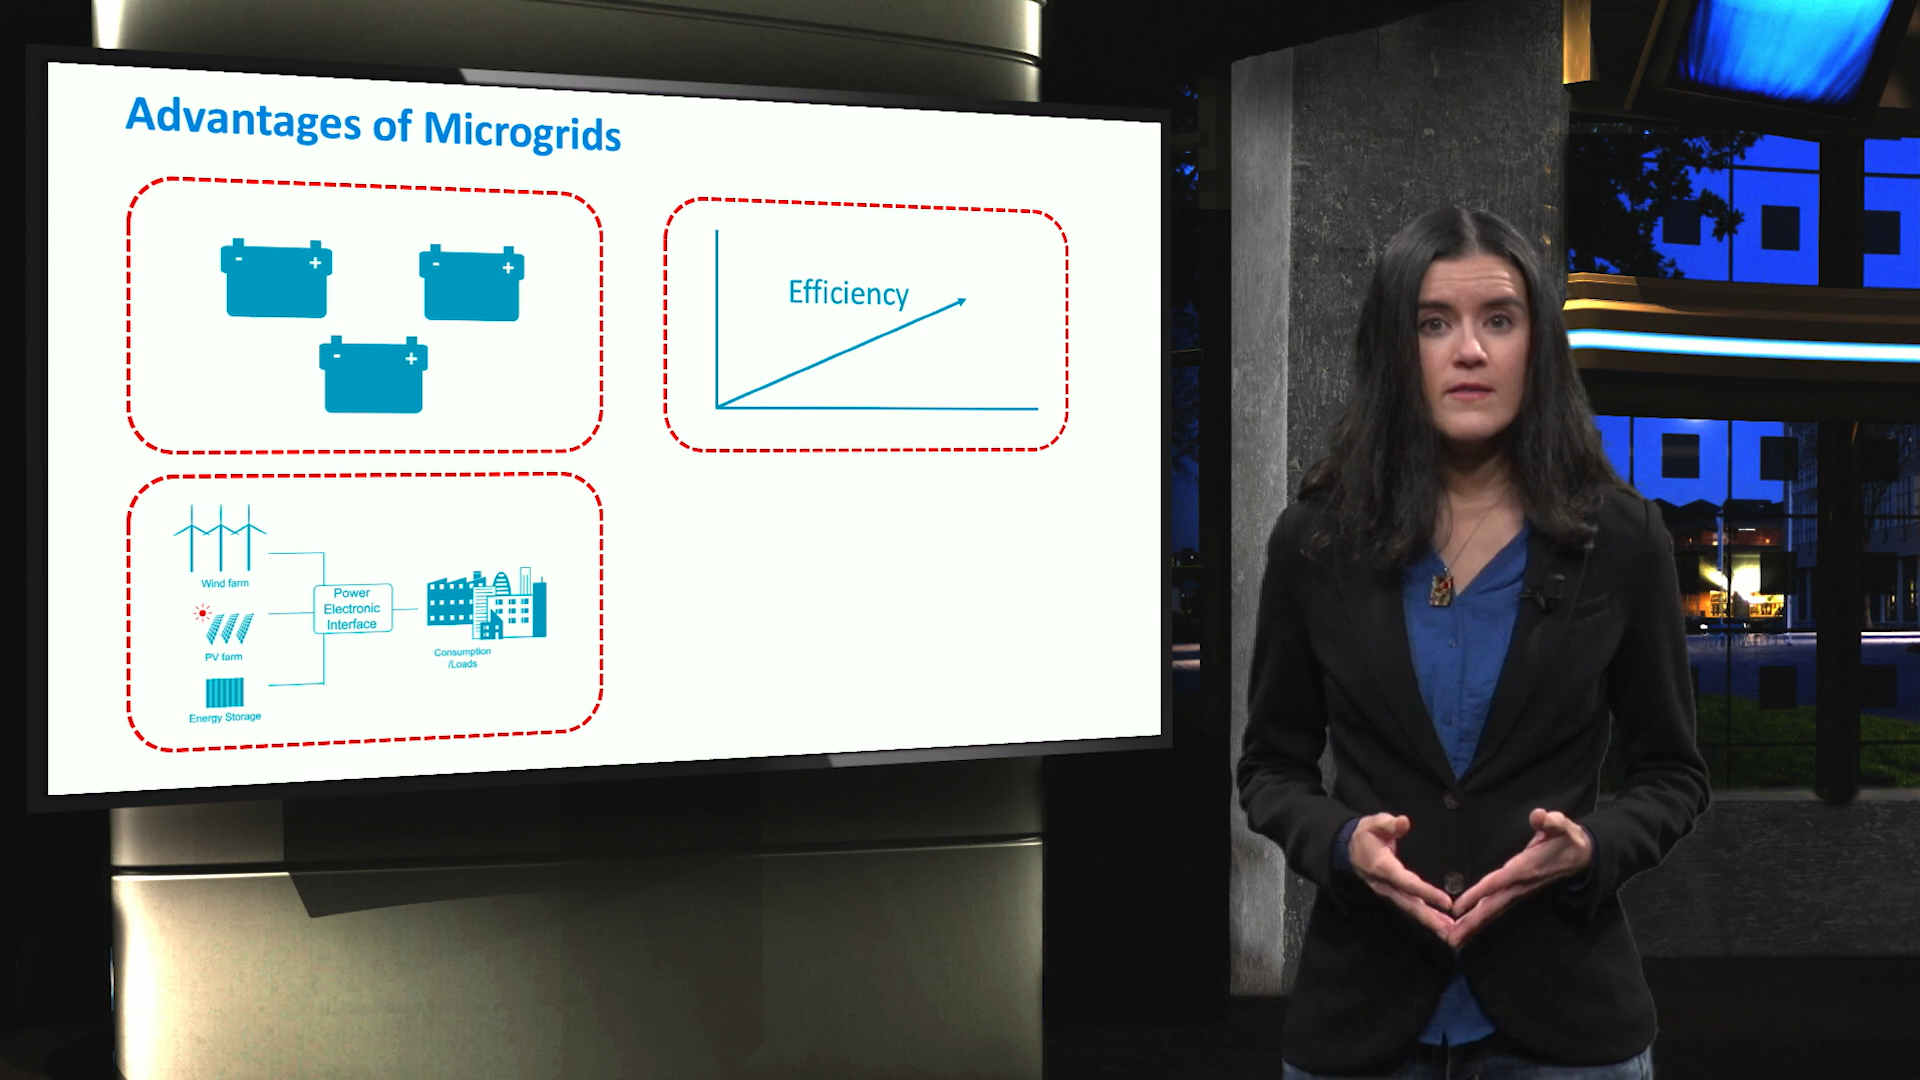 Advantages of Microgrids
- +
- +
- +
Efficiency
Wind farm
PV farm
Energy Storage
Power
Electronic
Interface
Consumption
/Loads